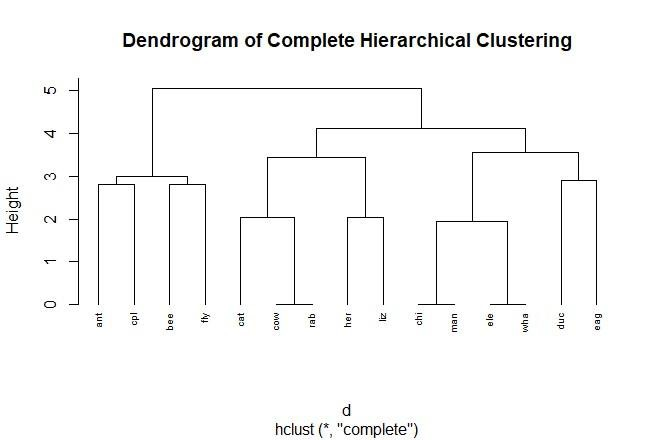 Dendrogram of Complete Hierarchical Clustering
Height
5
4
3
2
1
0
ant cpl bee fly cat cow rab her liz chi man ele wha duc eag
d
hclust (*, "complete")